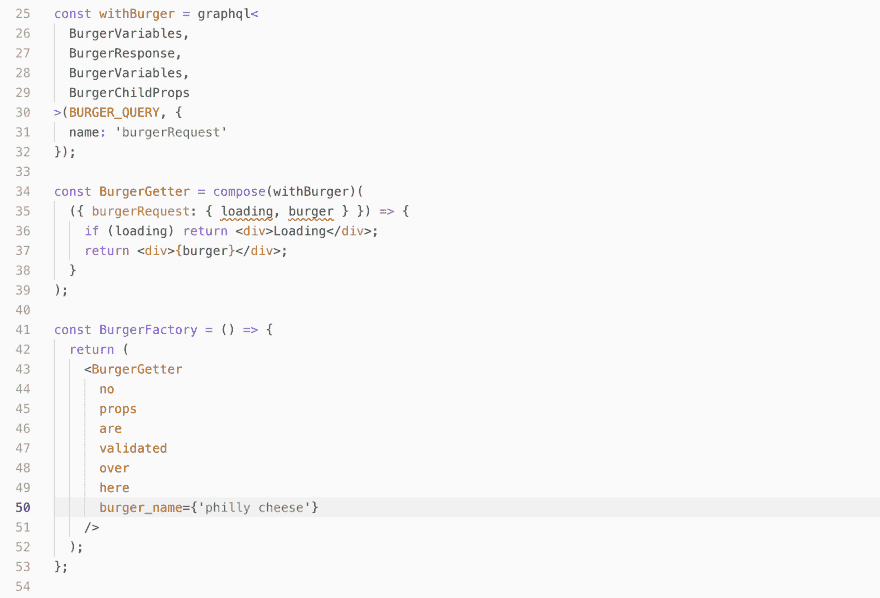 25 const withBurger = graphql<
26 BurgerVariables,
27 BurgerResponse,
28 BurgerVariables,
29 BurgerChildProps
30 >(BURGER_QUERY, {
31 name: 'burgerRequest'
32 });
33
34 const BurgerGetter = compose(withBurger)(
35 ({ burgerRequest: { loading, burger } }) => {
36 if (loading) return <div>Loading</div>;
37 return <div>{burger}</div>;
38 }
39 );
40
41 const BurgerFactory = () => {
42 return (
43 <BurgerGetter
44 no
45 props
46 are
47 validated
48 over
49 here
50 burger_name={'philly cheese'}
51 />
52 );
53 };
54